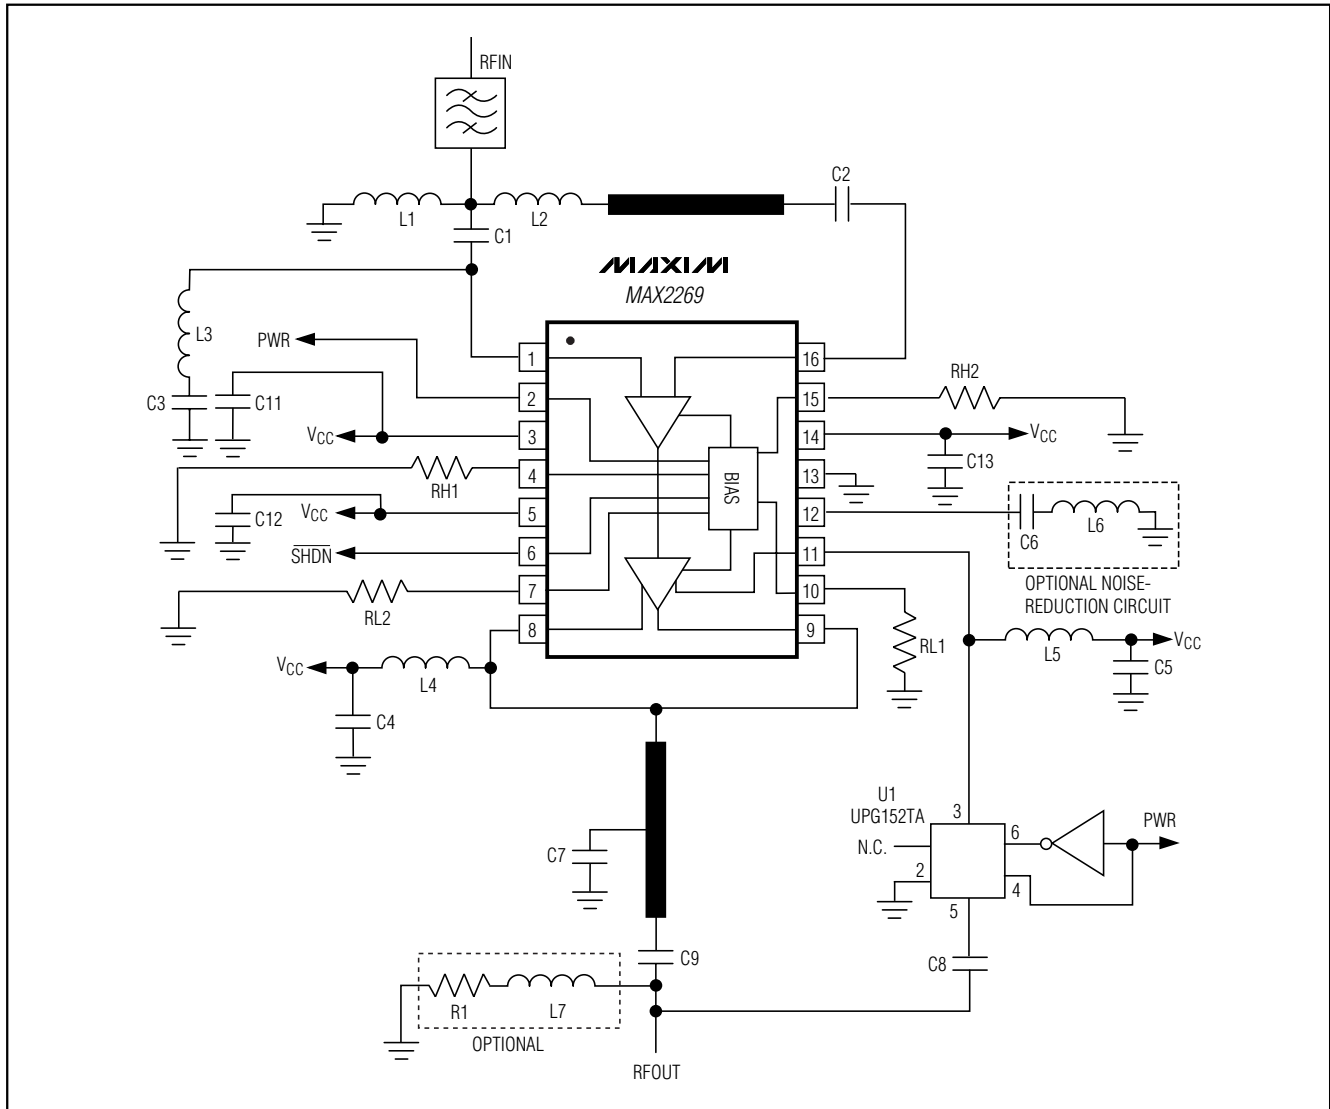 RFIN
C2
L1
L2
C1
MAXIM
MAX2269
L3
PWR
1
16
RH2
C3
C11
2
15
VCC
3
14
VCC
C13
RH1
4
13
BIAS
C12
VCC
5
12
C6
L6
SHDN
6
11
OPTIONAL NOISE-
REDUCTION CIRCUIT
RL2
7
10
8
9
RL1
VCC
L4
L5
VCC
C5
C4
U1
UPG152TA
3
PWR
N.C.
6
C7
2
4
5
C9
C8
R1
L7
OPTIONAL
RFOUT